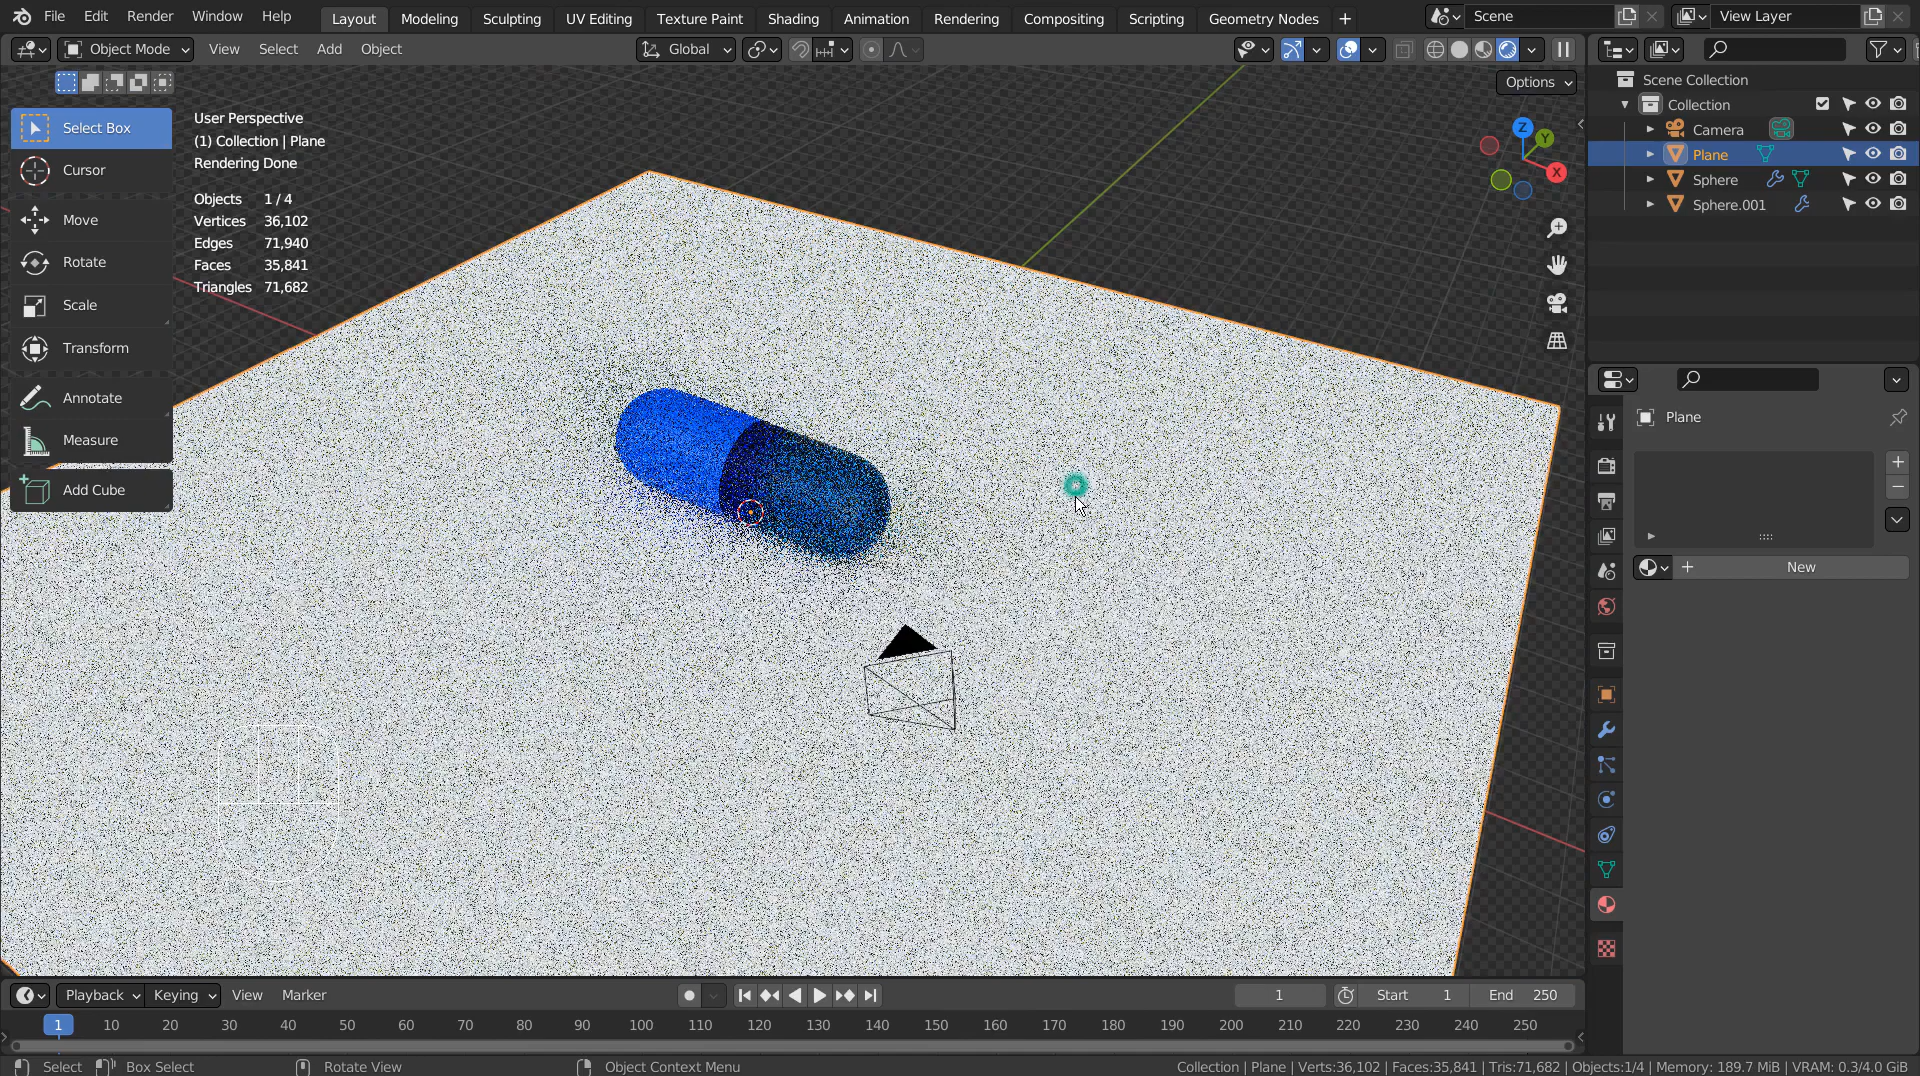 File Edit Render Window Help Layout Modeling Sculpting UV Editing Texture Paint Shading Animation Rendering Compositing Scripting Geometry Nodes + Scene View Layer
Object Mode View Select Add Object Global
Options
Select Box
Cursor
Move
Rotate
Scale
Transform
Annotate
Measure
Add Cube
User Perspective
(1) Collection | Plane
Rendering Done
Objects 1 / 4
Vertices 36,102
Edges 71,940
Faces 35,841
Triangles 71,682
Z
Y
X
Scene Collection
Collection
Camera
Plane
Sphere
Sphere.001
Plane
New
Playback Keying View Marker 1 Start 1 End 250
1 10 20 30 40 50 60 70 80 90 100 110 120 130 140 150 160 170 180 190 200 210 220 230 240 250
Select Box Select Rotate View Object Context Menu Collection | Plane | Verts:36,102 | Faces:35,841 | Tris:71,682 | Objects:1/4 | Memory: 189.7 MiB | VRAM: 0.3/4.0 GiB